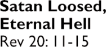 Satan Loosed,
Eternal Hell
Rev 20: 11-15